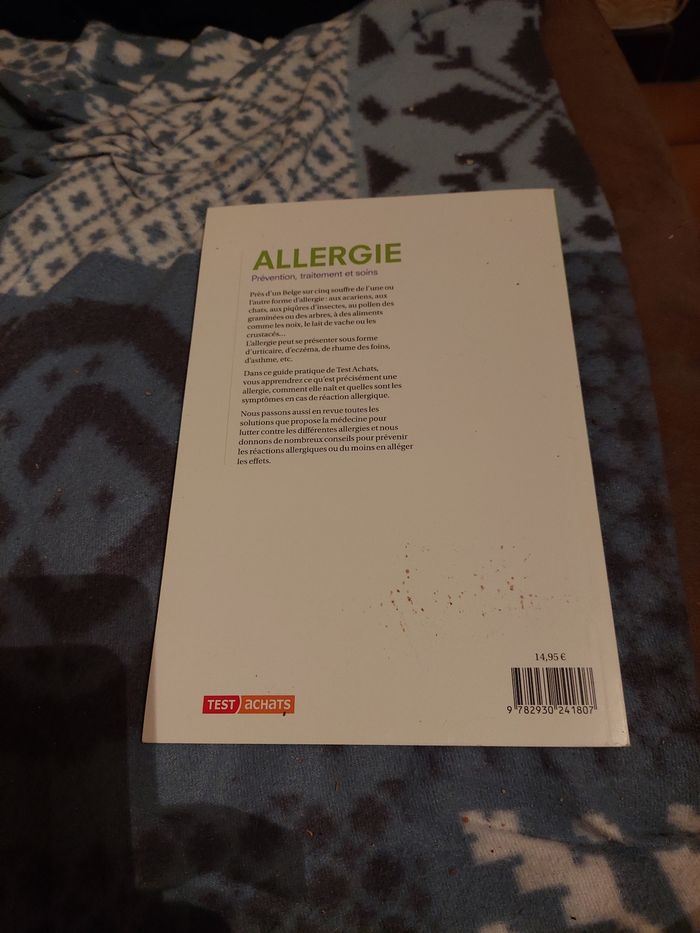 ALLERGIE
Prévention, traitement et soins
Près d'un Belge sur cinq souffre de l'une ou
l'autre forme d'allergie : aux acariens, aux
chats, aux piqûres d'insectes, au pollen des
graminées ou des arbres, à des aliments
comme les noix, le lait de vache ou les
crustacés...
L'allergie peut se présenter sous forme
d'urticaire, d'eczéma, de rhume des foins,
d'asthme, etc.
Dans ce guide pratique de Test Achats,
vous apprendrez ce qu'est précisément une
allergie, comment elle naît et quelles sont les
symptômes en cas de réaction allergique.
Nous passons aussi en revue toutes les
solutions que propose la médecine pour
lutter contre les différentes allergies et nous
donnons de nombreux conseils pour prévenir
les réactions allergiques ou du moins en alléger
les effets.
14,95 €
TEST ACHATS
9 782930 241807